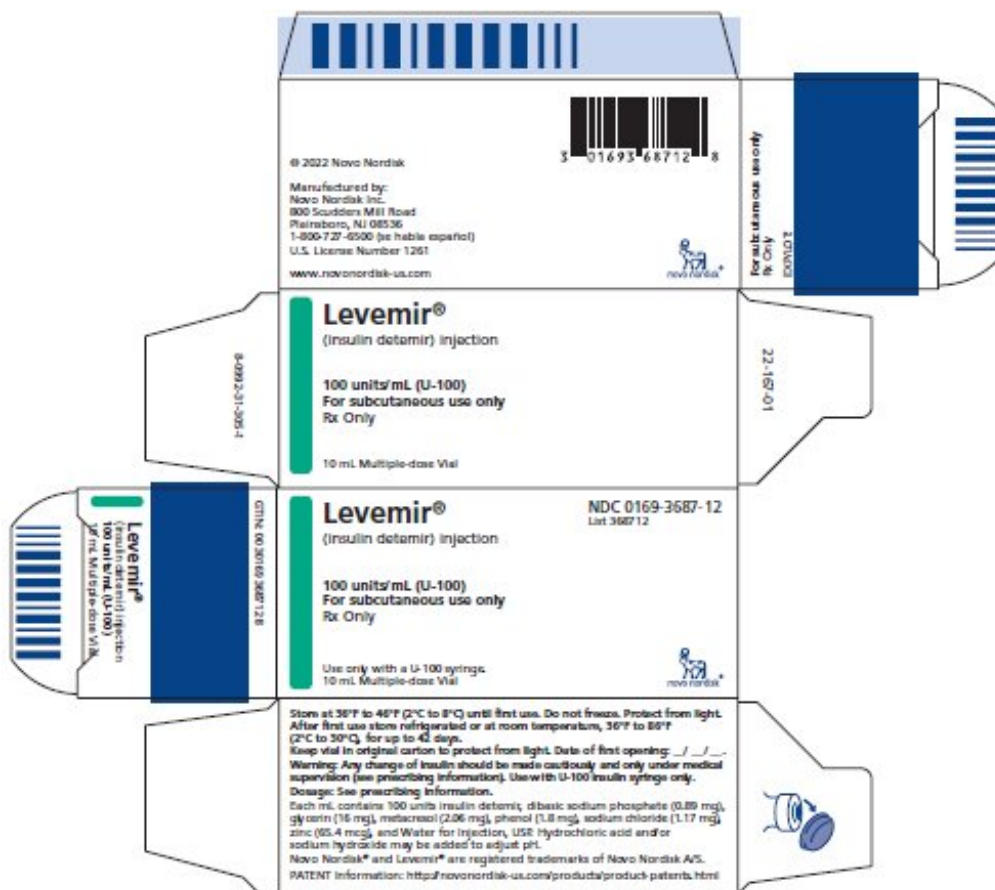 © 2022 Novo Nordisk
Manufactured by:
Novo Nordisk Inc.
800 Scudders Mill Road
Plainsboro, NJ 08536
1-800-727-6500 (se habla español)
U.S. License Number 1261
www.novonordisk-us.com
3 01693 68712 8
novo nordisk®
For subcutaneous use only
Rx Only
Levemir®
(insulin detemir) injection
100 units/mL (U-100)
For subcutaneous use only
Rx Only
10 mL Multiple-dose Vial
22-167-01
Levemir®
(insulin detemir) injection
100 units/mL (U-100)
10 mL Multiple-dose Vial
Levemir®
(insulin detemir) injection
NDC 0169-3687-12
List 368712
100 units/mL (U-100)
For subcutaneous use only
Rx Only
Use only with a U-100 syringe.
10 mL Multiple-dose Vial
novo nordisk®
Store at 36°F to 46°F (2°C to 8°C) until first use. Do not freeze. Protect from light.
After first use store refrigerated or at room temperature, 36°F to 86°F
(2°C to 30°C), for up to 42 days.
Keep vial in original carton to protect from light. Date of first opening: __/__/__.
Warning: Any change of insulin should be made cautiously and only under medical
supervision (see prescribing information). Use with U-100 insulin syringe only.
Dosage: See prescribing information.
Each mL contains 100 units insulin detemir, dibasic sodium phosphate (0.89 mg),
glycerin (16 mg), metacresol (2.06 mg), phenol (1.8 mg), sodium chloride (1.17 mg),
zinc (65.4 mcg), and Water for Injection, USP. Hydrochloric acid and/or
sodium hydroxide may be added to adjust pH.
Novo Nordisk® and Levemir® are registered trademarks of Novo Nordisk A/S.
PATENT Information: http://novonordisk-us.com/products/product-patents.html